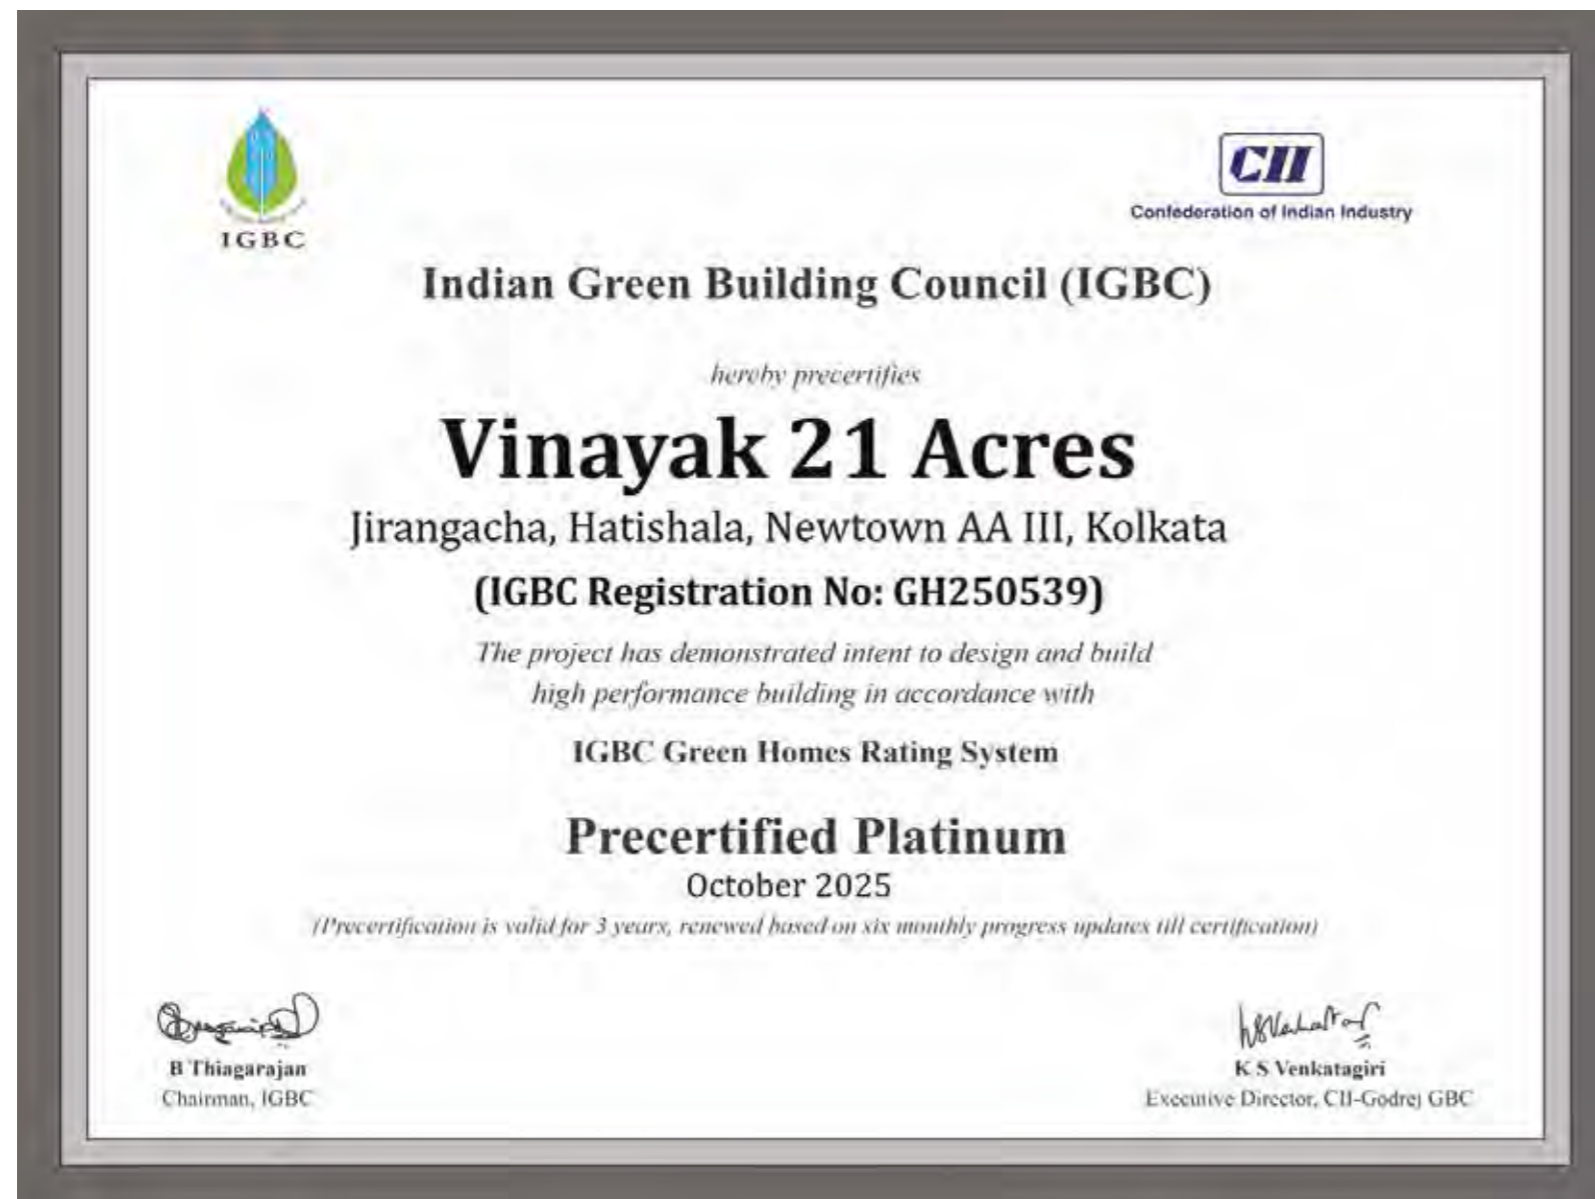 IGBC
CII
Confederation of Indian Industry
Indian Green Building Council (IGBC)
hereby precertifies
Vinayak 21 Acres
Jirangacha, Hatishala, Newtown AA III, Kolkata
(IGBC Registration No: GH250539)
The project has demonstrated intent to design and build
high performance building in accordance with
IGBC Green Homes Rating System
Precertified Platinum
October 2025
(Precertification is valid for 3 years, renewed based on six monthly progress updates till certification)
B Thiagarajan
Chairman, IGBC
K S Venkatagiri
Executive Director, CII-Godrej GBC